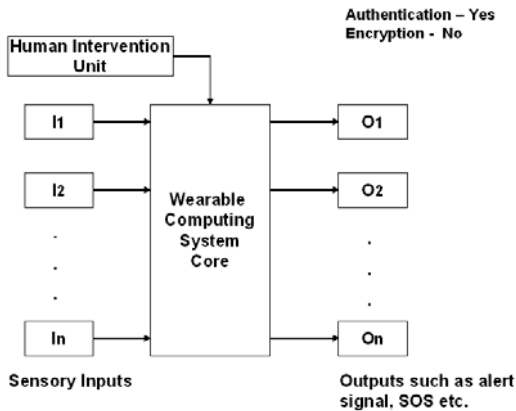 Authentication – Yes
Encryption - No
Human Intervention
Unit
I1
O1
I2
O2
Wearable
Computing
System
Core
In
On
Sensory Inputs
Outputs such as alert
signal, SOS etc.